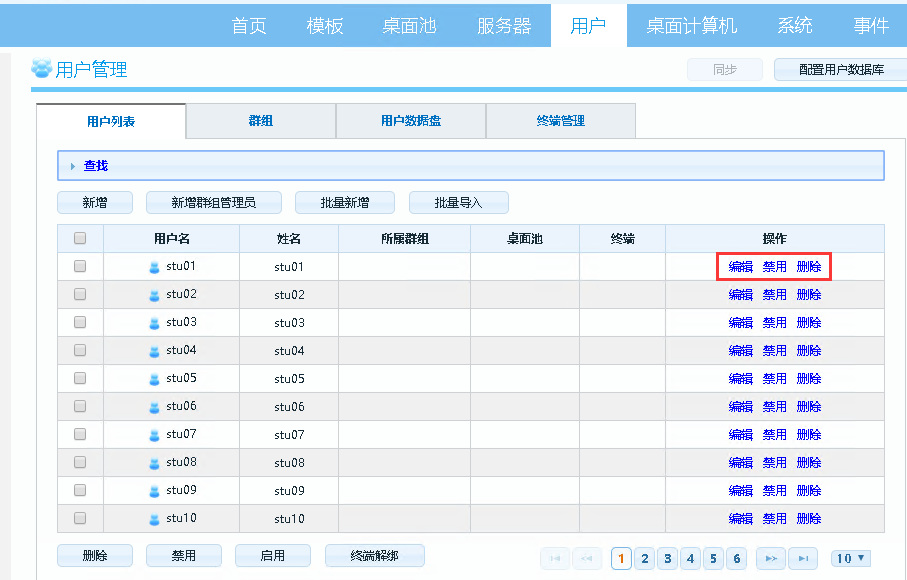 首页 模板 桌面池 服务器 用户 桌面计算机 系统 事件
用户管理 同步 配置用户数据库
用户列表 群组 用户数据盘 终端管理
查找
新增 新增群组管理员 批量新增 批量导入
用户名 姓名 所属群组 桌面池 终端 操作
stu01 stu01 编辑 禁用 删除
stu02 stu02 编辑 禁用 删除
stu03 stu03 编辑 禁用 删除
stu04 stu04 编辑 禁用 删除
stu05 stu05 编辑 禁用 删除
stu06 stu06 编辑 禁用 删除
stu07 stu07 编辑 禁用 删除
stu08 stu08 编辑 禁用 删除
stu09 stu09 编辑 禁用 删除
stu10 stu10 编辑 禁用 删除
删除 禁用 启用 终端解绑 1 2 3 4 5 6 10